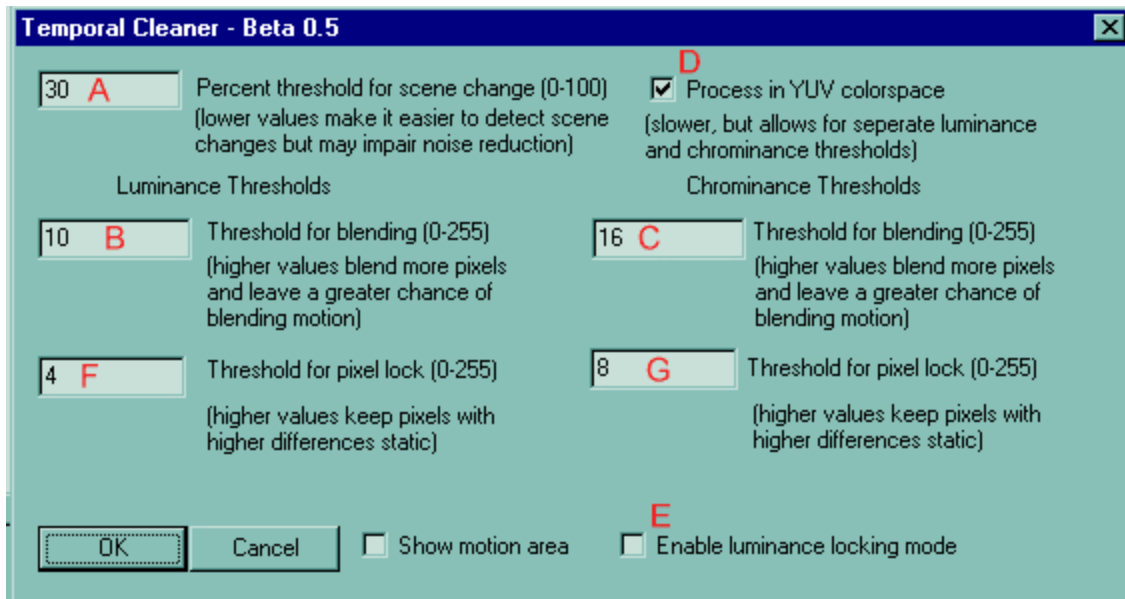 Temporal Cleaner - Beta 0.5
30 A
Percent threshold for scene change (0-100)
(lower values make it easier to detect scene
changes but may impair noise reduction)
D
Process in YUV colorspace
(slower, but allows for seperate luminance
and chrominance thresholds)
Luminance Thresholds
Chrominance Thresholds
10 B
Threshold for blending (0-255)
(higher values blend more pixels
and leave a greater chance of
blending motion)
16 C
Threshold for blending (0-255)
(higher values blend more pixels
and leave a greater chance of
blending motion)
4 F
Threshold for pixel lock (0-255)
(higher values keep pixels with
higher differences static)
8 G
Threshold for pixel lock (0-255)
(higher values keep pixels with
higher differences static)
OK
Cancel
Show motion area
E
Enable luminance locking mode